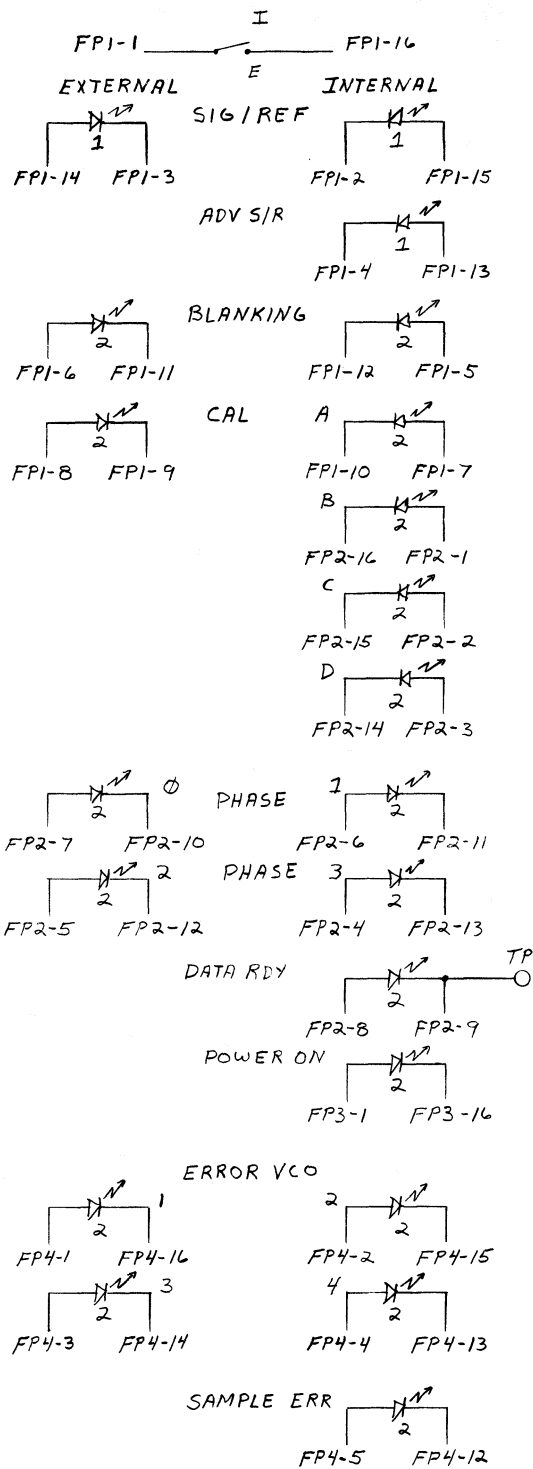 I
FP1-1 FP1-16
E
EXTERNAL INTERNAL
SIG/REF
1 1
FP1-14 FP1-3 FP1-2 FP1-15
ADV S/R
1
FP1-4 FP1-13
BLANKING
2 2
FP1-6 FP1-11 FP1-12 FP1-5
CAL A
2 2
FP1-8 FP1-9 FP1-10 FP1-7
B
2
FP2-16 FP2-1
C
2
FP2-15 FP2-2
D
2
FP2-14 FP2-3
Ø PHASE 1
2 2
FP2-7 FP2-10 FP2-6 FP2-11
2 PHASE 3
2 2
FP2-5 FP2-12 FP2-4 FP2-13
DATA RDY TP
2
FP2-8 FP2-9
POWER ON
2
FP3-1 FP3-16
ERROR VCO
1 2
2 2
FP4-1 FP4-16 FP4-2 FP4-15
3 4
2 2
FP4-3 FP4-14 FP4-4 FP4-13
SAMPLE ERR
2
FP4-5 FP4-12